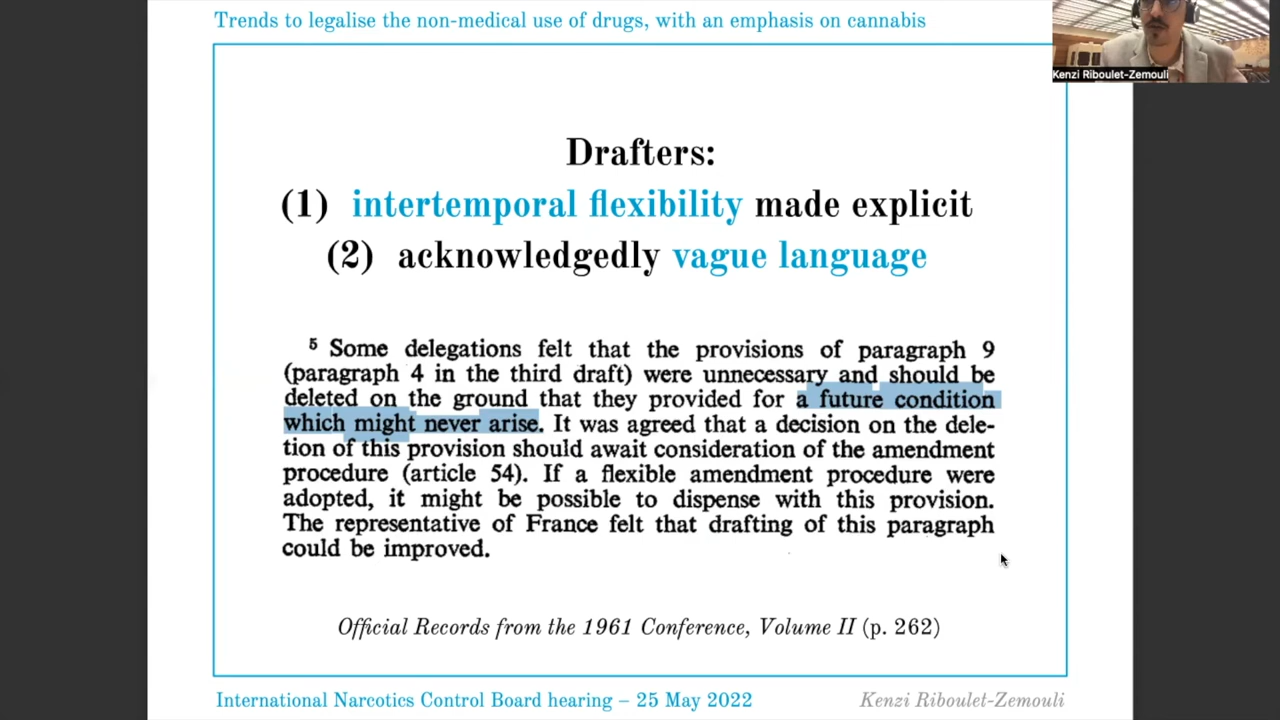 Trends to legalise the non-medical use of drugs, with an emphasis on cannabis
Kenzi Riboulet-Zemouli
Drafters:
(1) intertemporal flexibility made explicit
(2) acknowledgedly vague language
5 Some delegations felt that the provisions of paragraph 9
(paragraph 4 in the third draft) were unnecessary and should be
deleted on the ground that they provided for a future condition
which might never arise. It was agreed that a decision on the dele-
tion of this provision should await consideration of the amendment
procedure (article 54). If a flexible amendment procedure were
adopted, it might be possible to dispense with this provision.
The representative of France felt that drafting of this paragraph
could be improved.
Official Records from the 1961 Conference, Volume II (p. 262)
International Narcotics Control Board hearing – 25 May 2022
Kenzi Riboulet-Zemouli